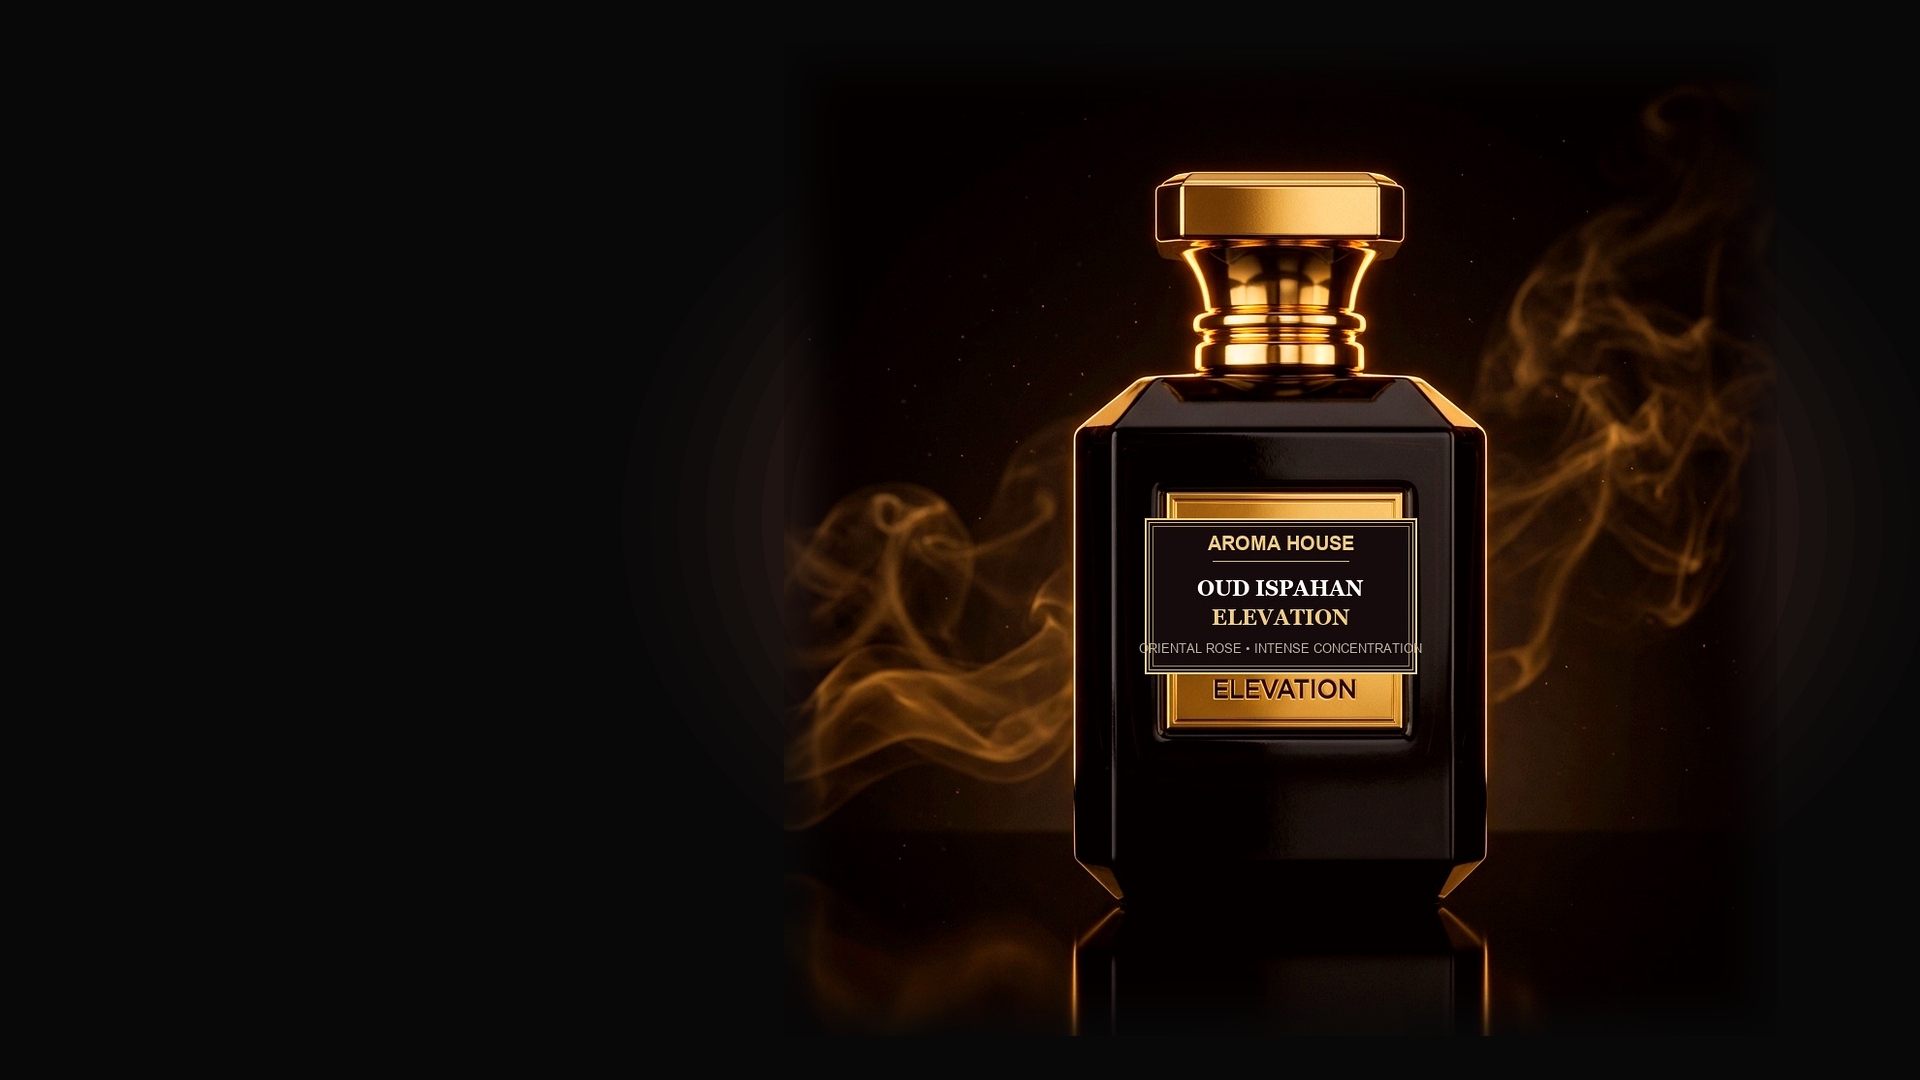 AROMA HOUSE
OUD ISPAHAN
ELEVATION
ORIENTAL ROSE • INTENSE CONCENTRATION
ELEVATION